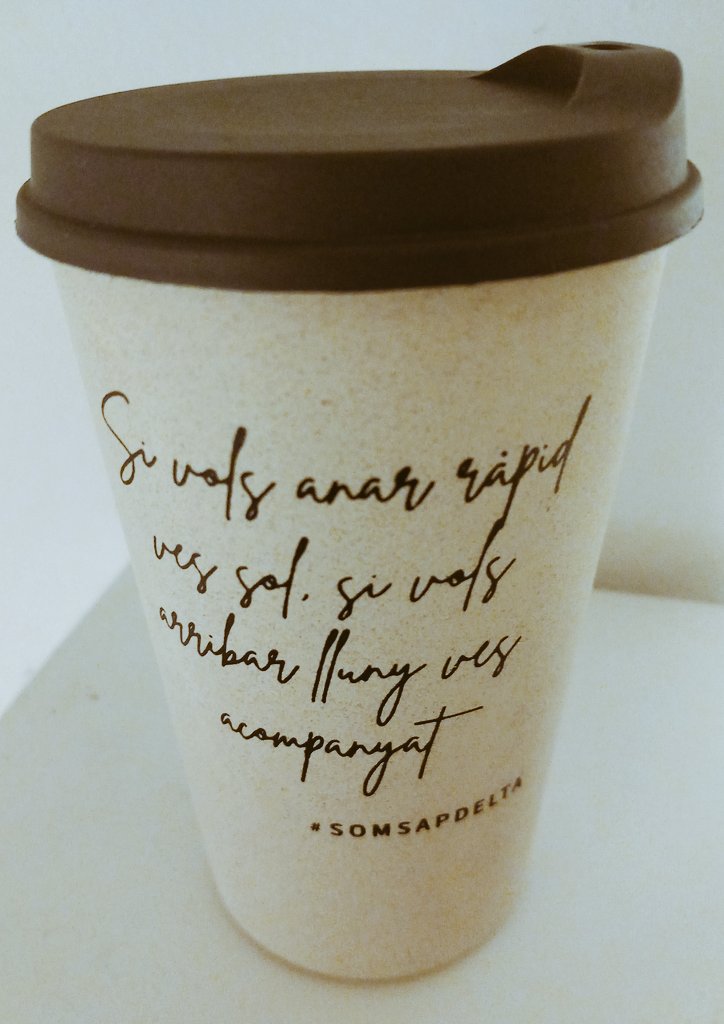 Si vols anar ràpid
ves sol, si vols
arribar lluny ves
acompanyat
#SOMSAPDELTA